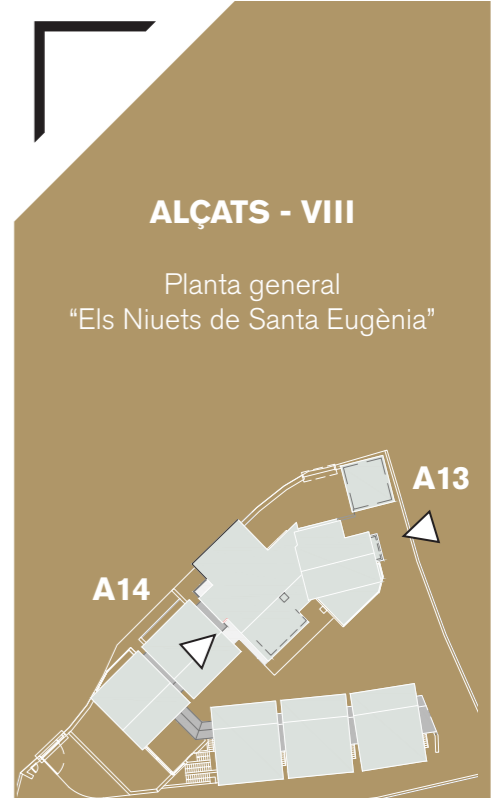 ALÇATS - VIII
Planta general
“Els Niuets de Santa Eugènia”
A13
A14